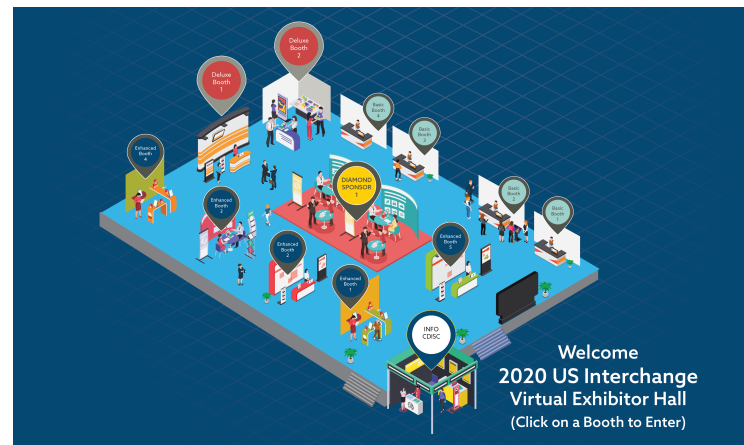 Deluxe
Booth
2
Deluxe
Booth
1
Basic
Booth
4
Basic
Booth
3
Enhanced
Booth
4
DIAMOND
SPONSOR
1
Basic
Booth
2
Basic
Booth
1
Enhanced
Booth
3
Enhanced
Booth
5
Enhanced
Booth
2
Enhanced
Booth
1
INFO
CDISC
Welcome
2020 US Interchange
Virtual Exhibitor Hall
(Click on a Booth to Enter)